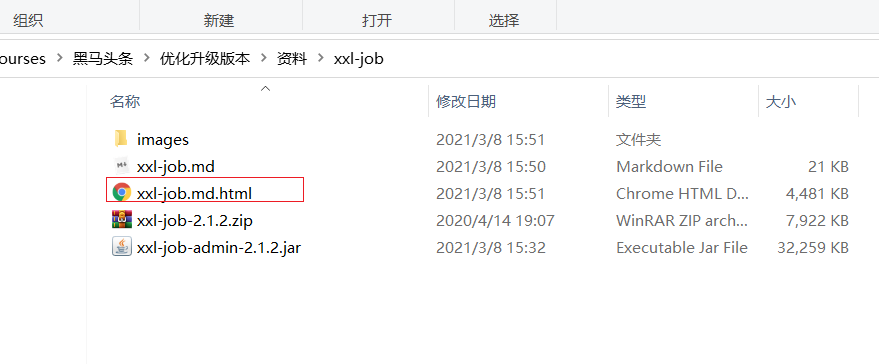 组织 新建 打开 选择
ourses > 黑马头条 > 优化升级版本 > 资料 > xxl-job
名称 修改日期 类型 大小
images 2021/3/8 15:51 文件夹
xxl-job.md 2021/3/8 15:50 Markdown File 21 KB
xxl-job.md.html 2021/3/8 15:51 Chrome HTML D... 4,481 KB
xxl-job-2.1.2.zip 2020/4/14 19:07 WinRAR ZIP arch... 7,922 KB
xxl-job-admin-2.1.2.jar 2021/3/8 15:32 Executable Jar File 32,259 KB